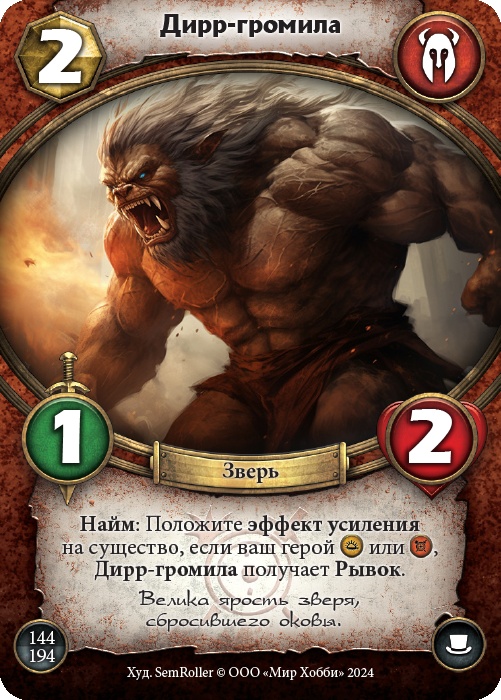 2
Дирр-громила
1
2
Зверь
Найм: Положите эффект усиления
на существо, если ваш герой или ,
Дирр-громила получает Рывок.
Велика ярость зверя,
сбросившего оковы.
144
194
Худ. SemRoller © ООО «Мир Хобби» 2024